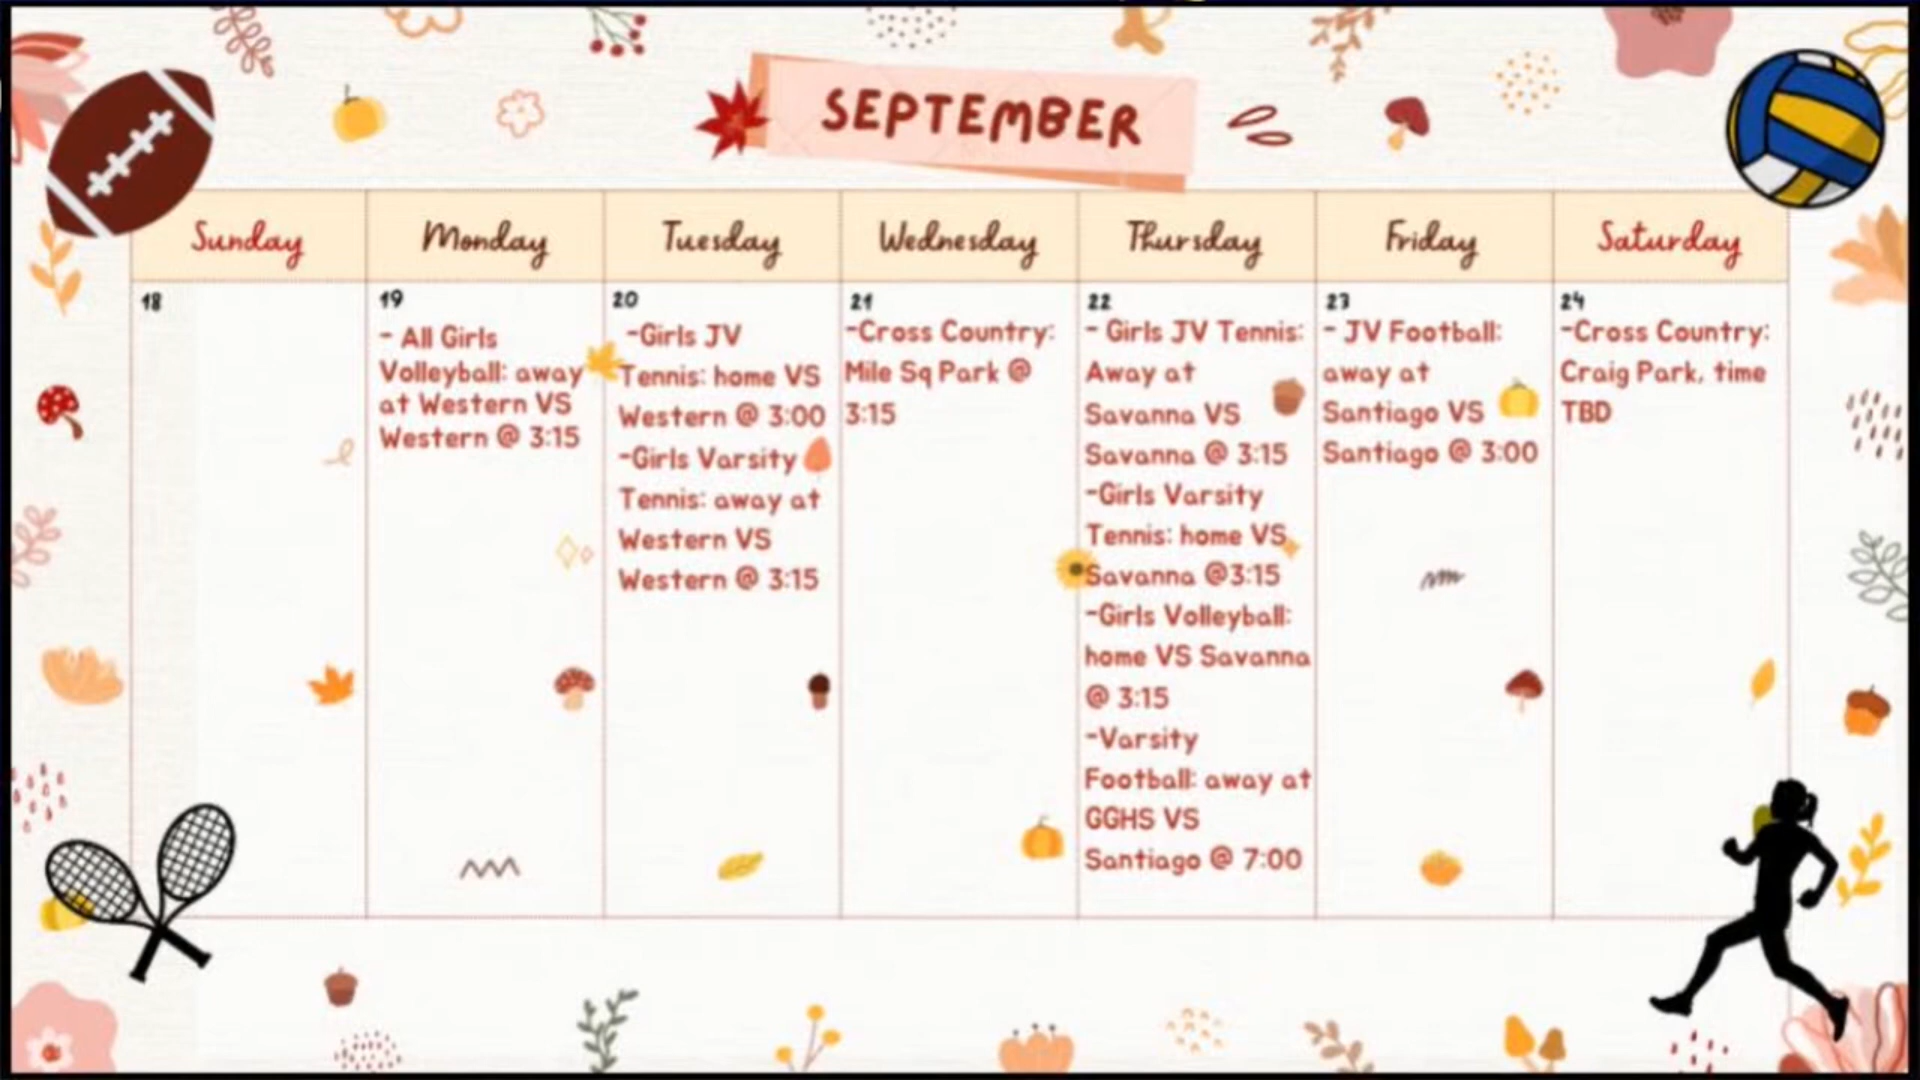 SEPTEMBER
Sunday
Monday
Tuesday
Wednesday
Thursday
Friday
Saturday
18
19
- All Girls
Volleyball: away
at Western VS
Western @ 3:15
20
-Girls JV
Tennis: home VS
Western @ 3:00
-Girls Varsity
Tennis: away at
Western VS
Western @ 3:15
21
-Cross Country:
Mile Sq Park @
3:15
22
- Girls JV Tennis:
Away at
Savanna VS
Savanna @ 3:15
-Girls Varsity
Tennis: home VS
Savanna @3:15
-Girls Volleyball:
home VS Savanna
@ 3:15
-Varsity
Football: away at
GGHS VS
Santiago @ 7:00
23
- JV Football:
away at
Santiago VS
Santiago @ 3:00
24
-Cross Country:
Craig Park, time
TBD